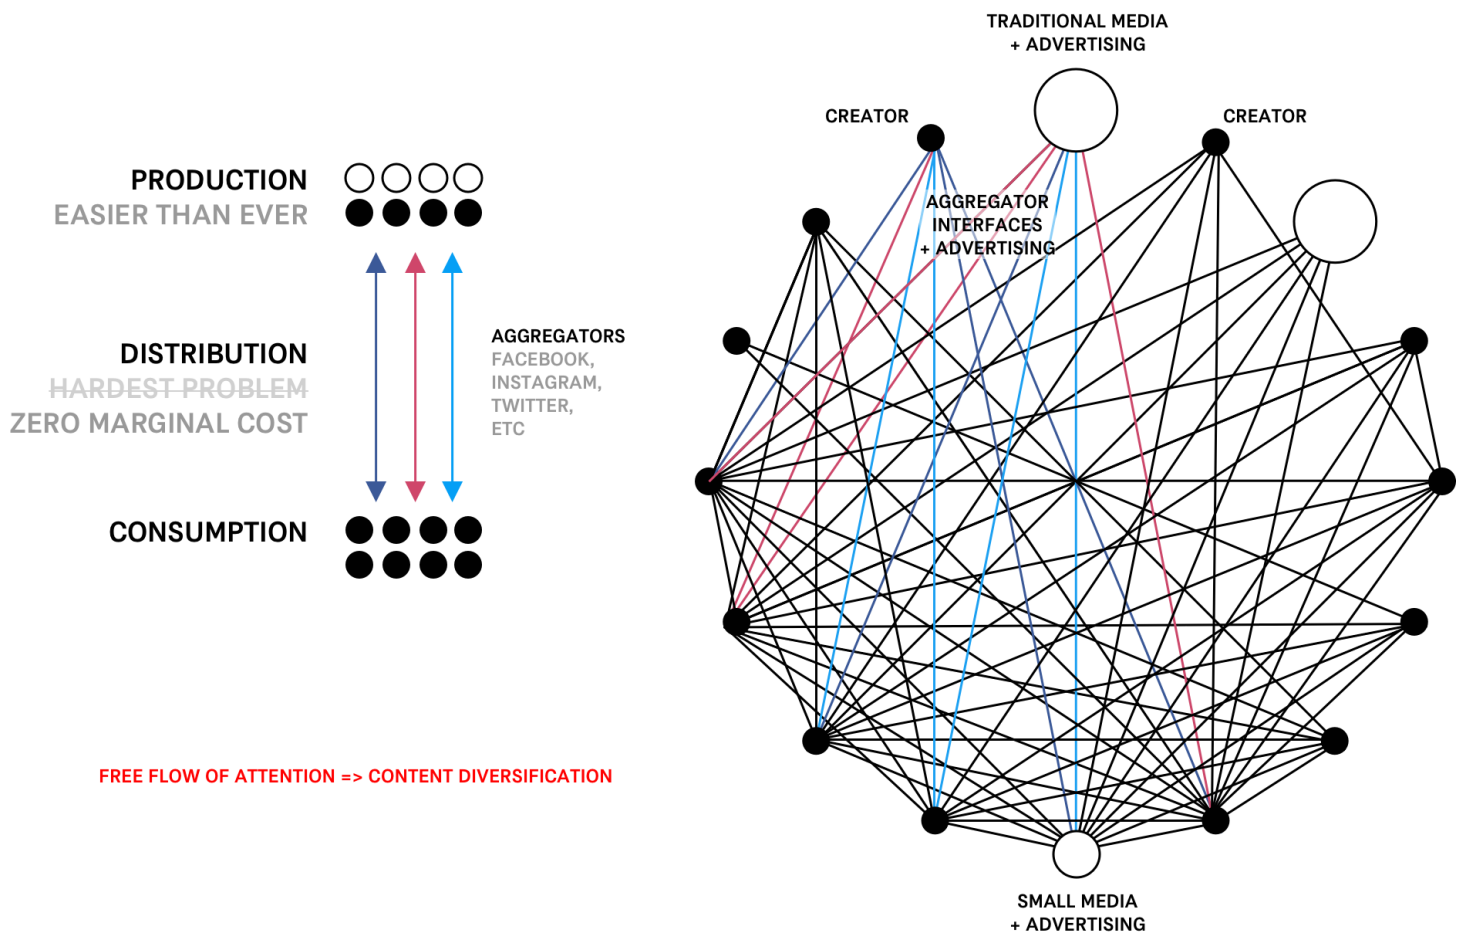 TRADITIONAL MEDIA
+ ADVERTISING
CREATOR
CREATOR
AGGREGATOR
INTERFACES
+ ADVERTISING
PRODUCTION
EASIER THAN EVER
DISTRIBUTION
HARDEST PROBLEM
ZERO MARGINAL COST
AGGREGATORS
FACEBOOK,
INSTAGRAM,
TWITTER,
ETC
CONSUMPTION
FREE FLOW OF ATTENTION => CONTENT DIVERSIFICATION
SMALL MEDIA
+ ADVERTISING